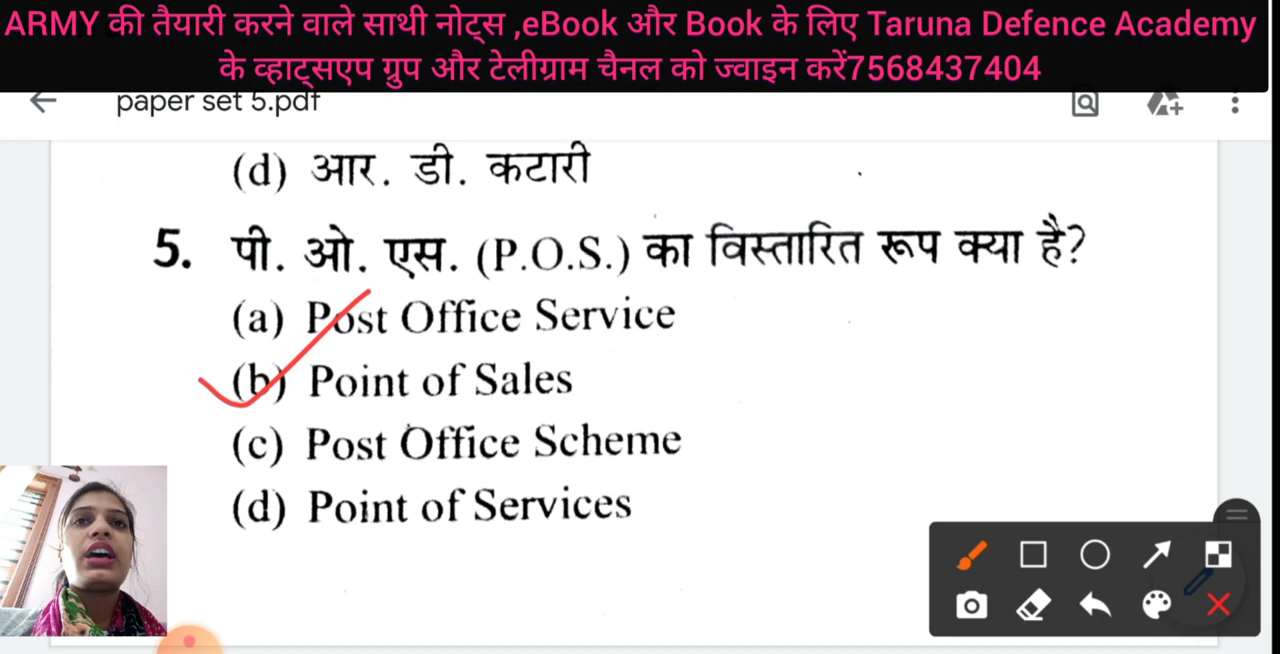 ARMY की तैयारी करने वाले साथी नोट्स ,eBook और Book के लिए Taruna Defence Academy
के व्हाट्सएप ग्रुप और टेलीग्राम चैनल को ज्वाइन करें7568437404
paper set 5.pdf
(d) आर. डी. कटारी
5. पी. ओ. एस. (P.O.S.) का विस्तारित रूप क्या है?
(a) Post Office Service
(b) Point of Sales
(c) Post Office Scheme
(d) Point of Services